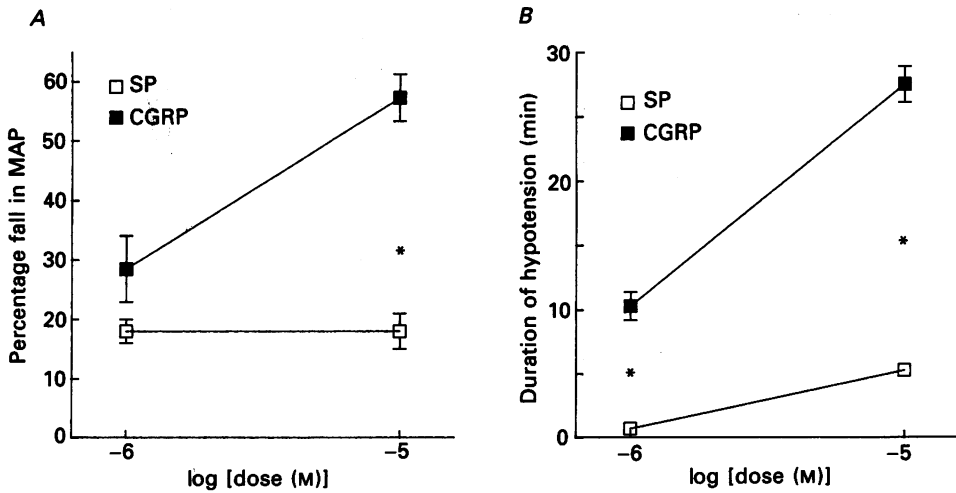 A
Percentage fall in MAP
60
50
40
30
20
10
0
SP
CGRP
*
−6
−5
log [dose (M)]
B
Duration of hypotension (min)
30
20
10
0
SP
CGRP
*
*
−6
−5
log [dose (M)]